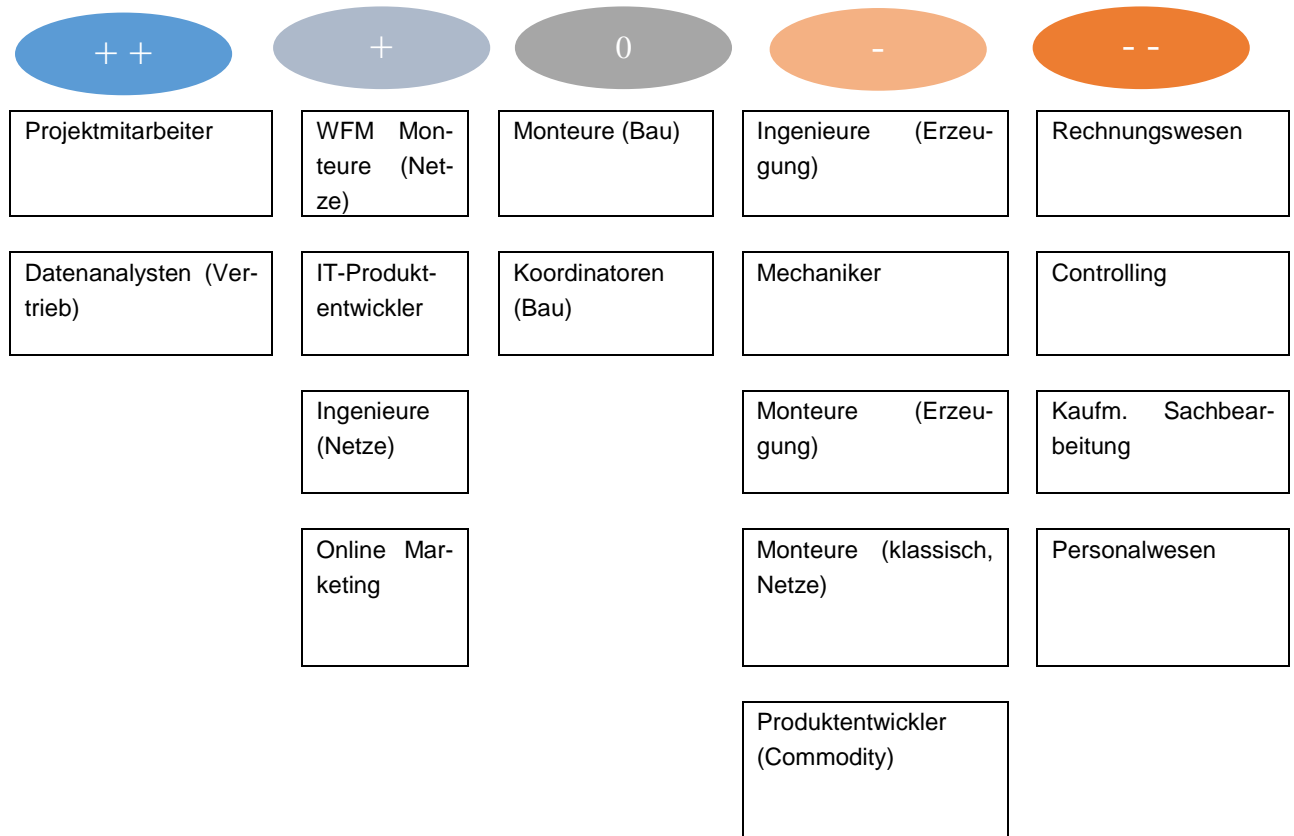 + +
+
0
-
- -
Projektmitarbeiter
WFM Mon-
teure (Net-
ze)
Monteure (Bau)
Ingenieure (Erzeu-
gung)
Rechnungswesen
Datenanalysten (Ver-
trieb)
IT-Produkt-
entwickler
Koordinatoren
(Bau)
Mechaniker
Controlling
Ingenieure
(Netze)
Monteure (Erzeu-
gung)
Kaufm. Sachbear-
beitung
Online Mar-
keting
Monteure (klassisch,
Netze)
Personalwesen
Produktentwickler
(Commodity)